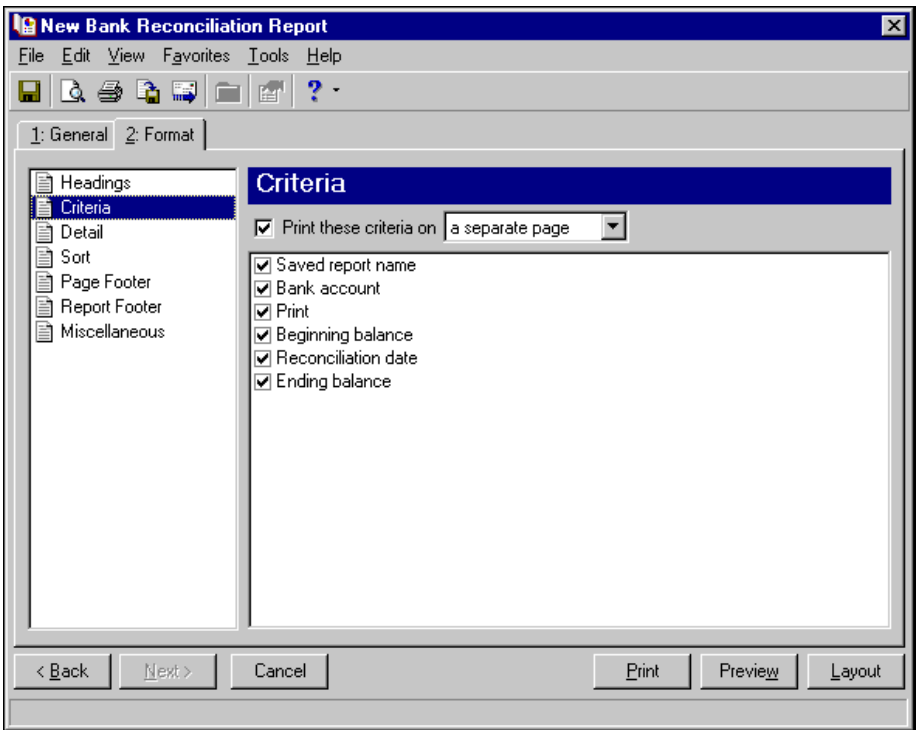 New Bank Reconciliation Report
File Edit View Favorites Tools Help
?
1: General 2: Format
Headings
Criteria
Detail
Sort
Page Footer
Report Footer
Miscellaneous
Criteria
Print these criteria on a separate page
Saved report name
Bank account
Print
Beginning balance
Reconciliation date
Ending balance
< Back Next > Cancel Print Preview Layout